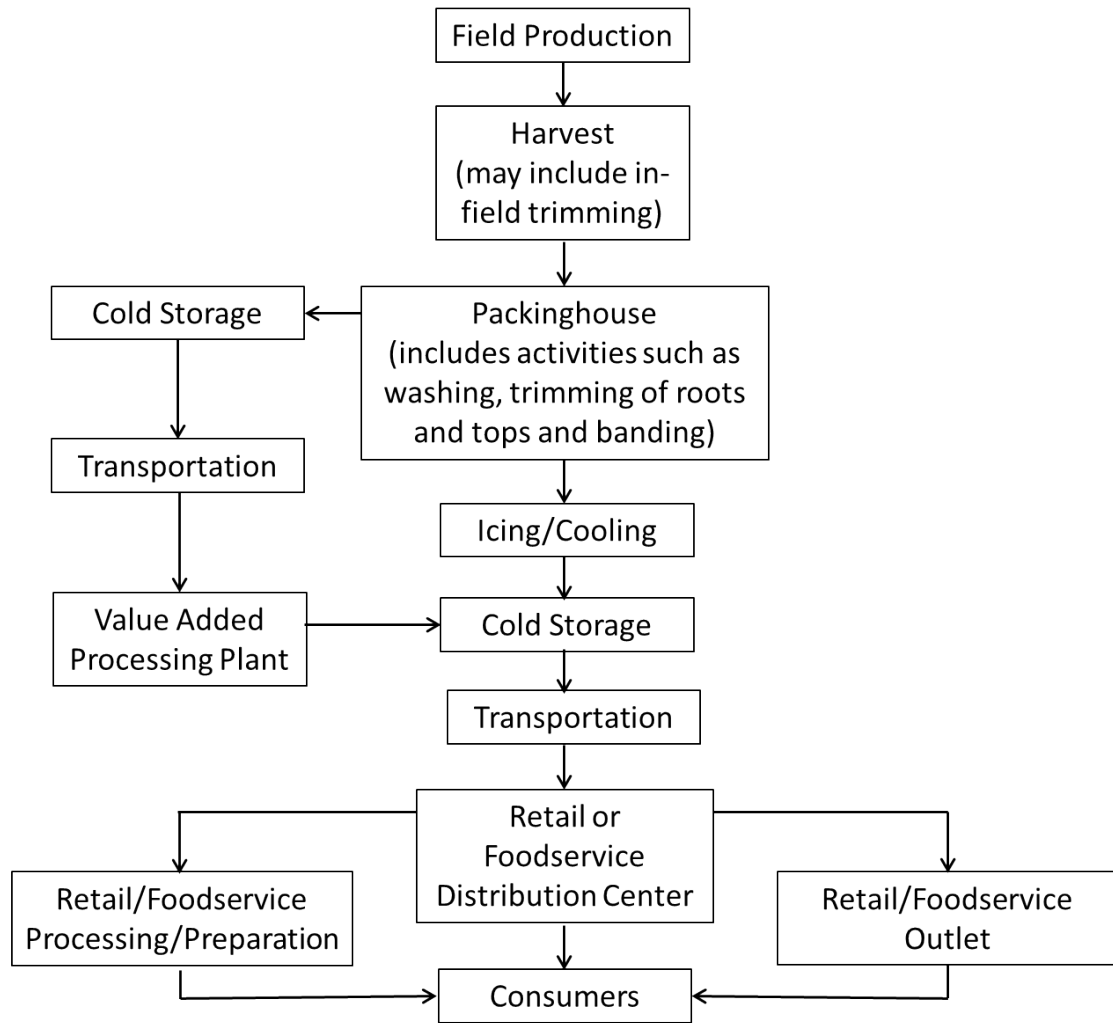 Field Production
Harvest
(may include in-
field trimming)
Cold Storage
Packinghouse
(includes activities such as
washing, trimming of roots
and tops and banding)
Transportation
Icing/Cooling
Value Added
Processing Plant
Cold Storage
Transportation
Retail or
Foodservice
Distribution Center
Retail/Foodservice
Processing/Preparation
Retail/Foodservice
Outlet
Consumers